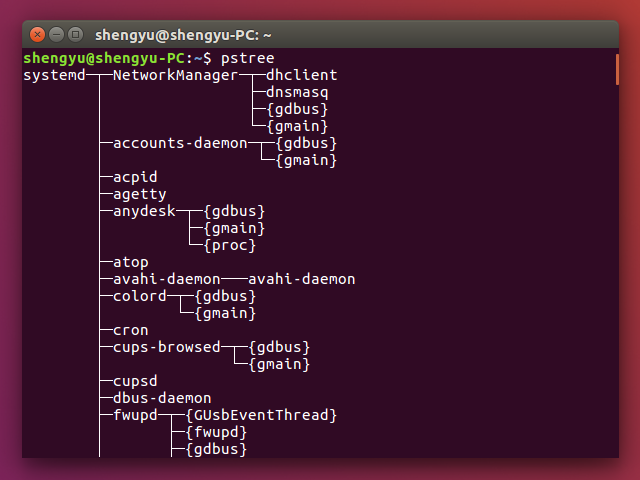 shengyu@shengyu-PC: ~
shengyu@shengyu-PC:~$ pstree
systemd─┬─NetworkManager─┬─dhclient
        │                ├─dnsmasq
        │                ├─{gdbus}
        │                └─{gmain}
        ├─accounts-daemon─┬─{gdbus}
        │                 └─{gmain}
        ├─acpid
        ├─agetty
        ├─anydesk─┬─{gdbus}
        │         ├─{gmain}
        │         └─{proc}
        ├─atop
        ├─avahi-daemon───avahi-daemon
        ├─colord─┬─{gdbus}
        │        └─{gmain}
        ├─cron
        ├─cups-browsed─┬─{gdbus}
        │              └─{gmain}
        ├─cupsd
        ├─dbus-daemon
        ├─fwupd─┬─{GUsbEventThread}
        │       ├─{fwupd}
        │       ├─{gdbus}